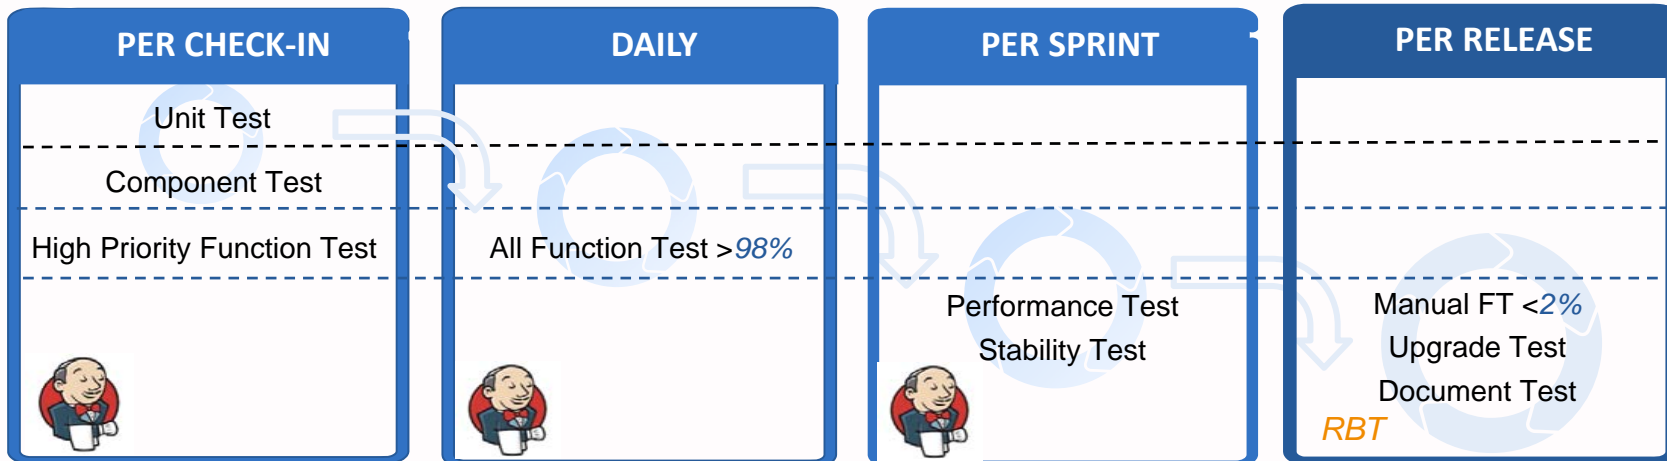 PER CHECK-IN
Unit Test
Component Test
High Priority Function Test
DAILY
All Function Test >98%
PER SPRINT
Performance Test
Stability Test
PER RELEASE
Manual FT <2%
Upgrade Test
Document Test
RBT